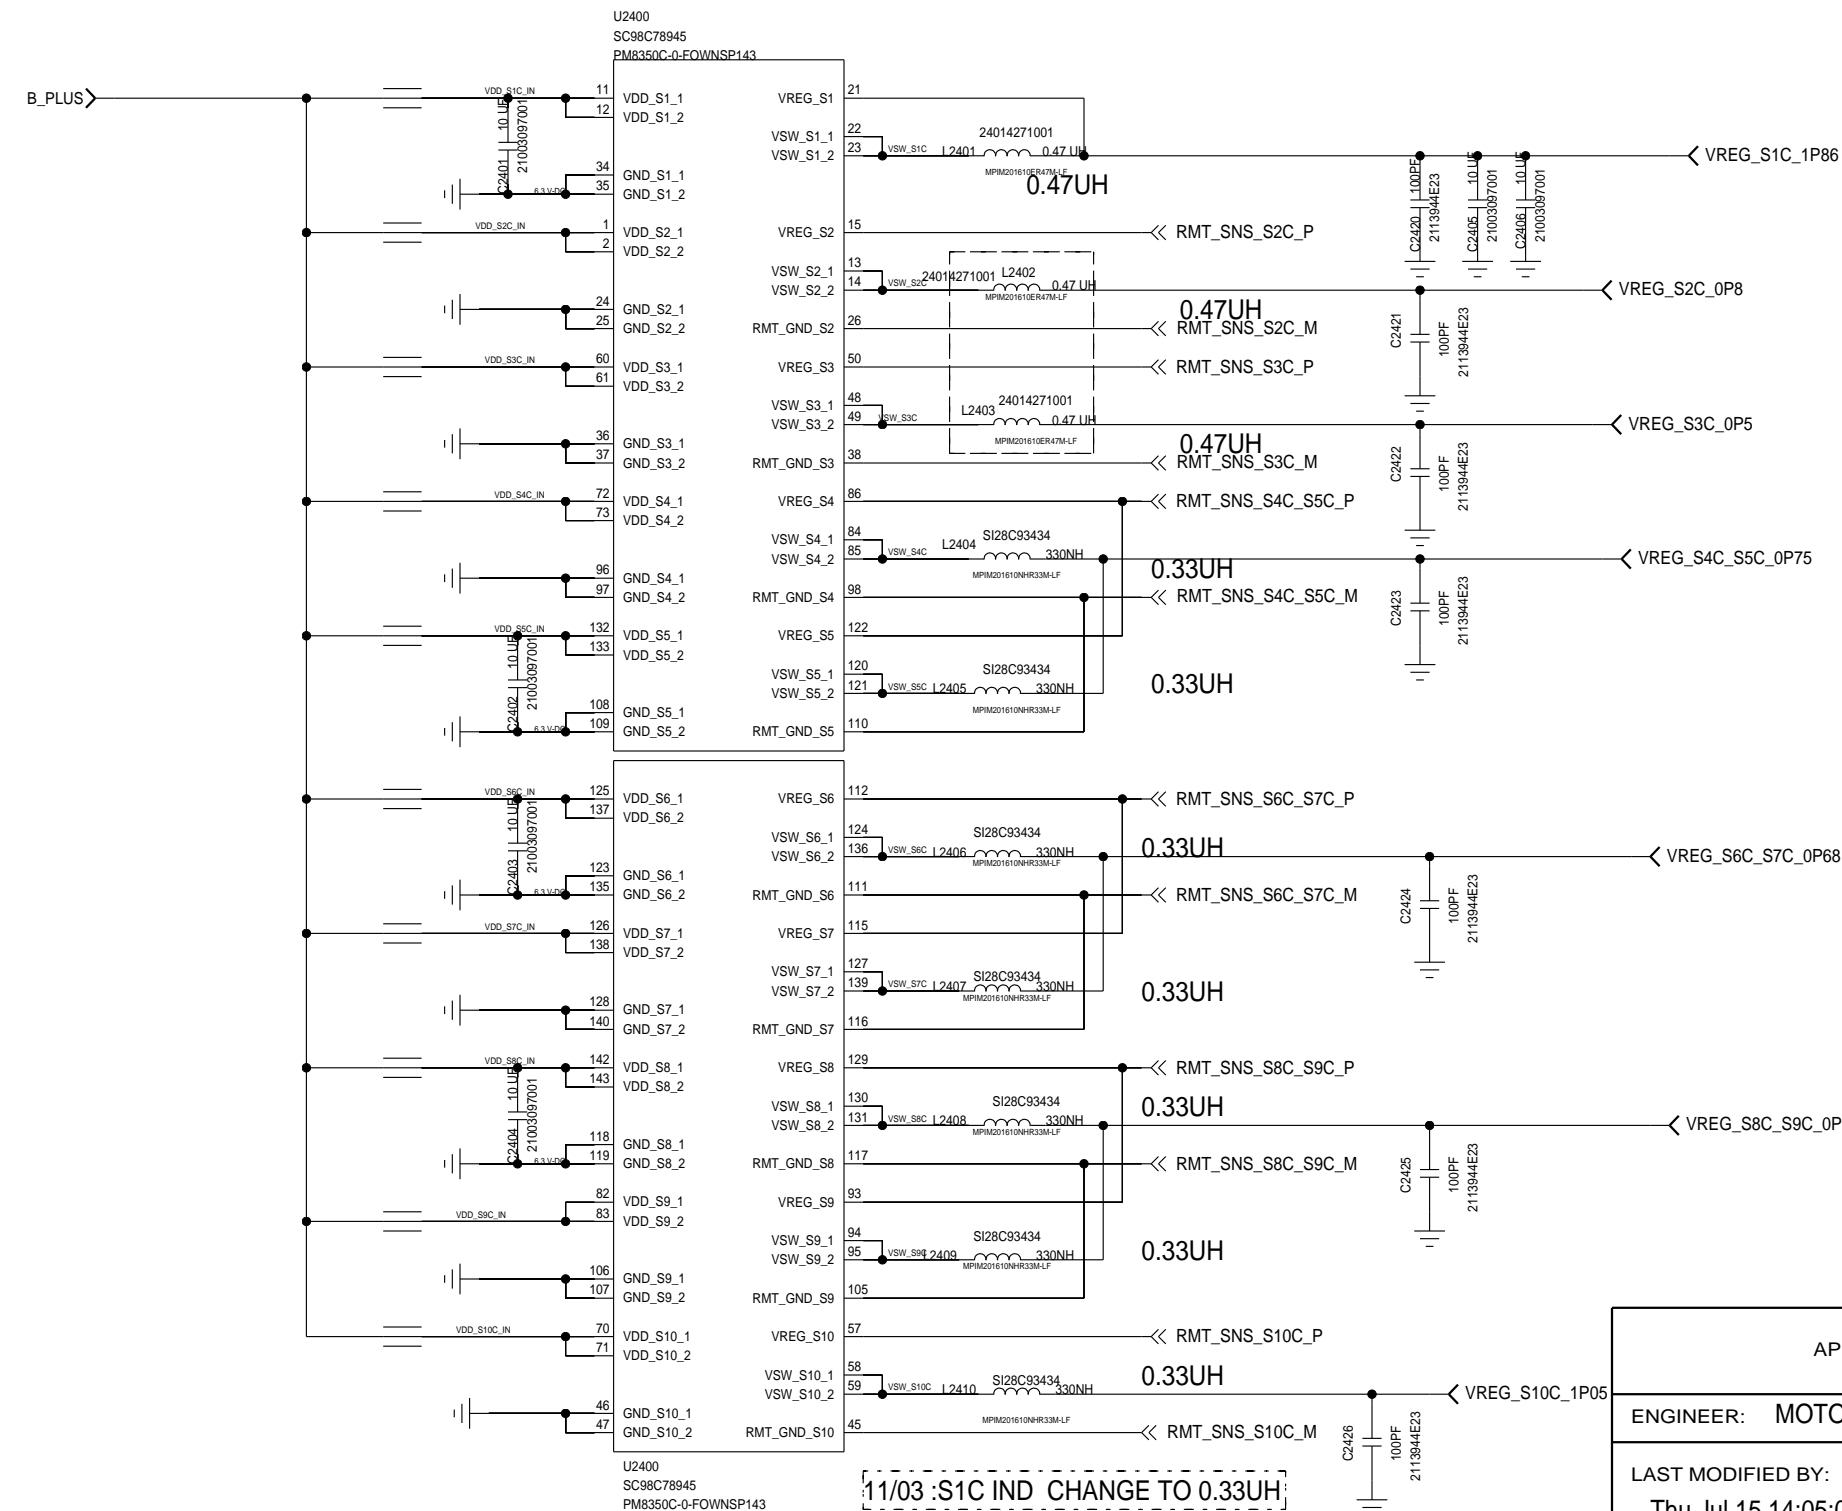 U2400
SC98C78945
PM8350C-0-FOWNSP143
B_PLUS
VDD_S1C_IN
11 VDD_S1_1 VREG_S1 21
12 VDD_S1_2
C2401 10 UF
21003097001
6.3 V-DC
VSW_S1_1 22
VSW_S1_2 23 VSW_S1C L2401 24014271001 0.47 UH
MPIM201610ER47M-LF
0.47UH
VREG_S1C_1P86
34 GND_S1_1
35 GND_S1_2
C2420 100PF
2113944E23
C2405 10 UF
21003097001
C2406 10 UF
21003097001
VDD_S2C_IN
1 VDD_S2_1 VREG_S2 15 RMT_SNS_S2C_P
2 VDD_S2_2
VSW_S2_1 13
VSW_S2_2 14 VSW_S2C 24014271001 L2402 0.47 UH
MPIM201610ER47M-LF
VREG_S2C_0P8
0.47UH
24 GND_S2_1
25 GND_S2_2 RMT_GND_S2 26 RMT_SNS_S2C_M
C2421
100PF
2113944E23
VDD_S3C_IN
60 VDD_S3_1 VREG_S3 50 RMT_SNS_S3C_P
61 VDD_S3_2
VSW_S3_1 48
VSW_S3_2 49 VSW_S3C L2403 24014271001 0.47 UH
MPIM201610ER47M-LF
VREG_S3C_0P5
0.47UH
36 GND_S3_1
37 GND_S3_2 RMT_GND_S3 38 RMT_SNS_S3C_M
C2422
100PF
2113944E23
VDD_S4C_IN
72 VDD_S4_1 VREG_S4 86 RMT_SNS_S4C_S5C_P
73 VDD_S4_2
VSW_S4_1 84
VSW_S4_2 85 VSW_S4C L2404 SI28C93434 330NH
MPIM201610NHR33M-LF
0.33UH
VREG_S4C_S5C_0P75
96 GND_S4_1
97 GND_S4_2 RMT_GND_S4 98 RMT_SNS_S4C_S5C_M
C2423
100PF
2113944E23
VDD_S5C_IN
132 VDD_S5_1 VREG_S5 122
133 VDD_S5_2
C2402 10 UF
21003097001
6.3 V-DC
VSW_S5_1 120
VSW_S5_2 121 VSW_S5C L2405 SI28C93434 330NH
MPIM201610NHR33M-LF
0.33UH
108 GND_S5_1
109 GND_S5_2 RMT_GND_S5 110
VDD_S6C_IN
125 VDD_S6_1 VREG_S6 112 RMT_SNS_S6C_S7C_P
137 VDD_S6_2
C2403 10 UF
21003097001
6.3 V-DC
VSW_S6_1 124
VSW_S6_2 136 VSW_S6C L2406 SI28C93434 330NH
MPIM201610NHR33M-LF
0.33UH
VREG_S6C_S7C_0P68
123 GND_S6_1
135 GND_S6_2 RMT_GND_S6 111 RMT_SNS_S6C_S7C_M
C2424
100PF
2113944E23
VDD_S7C_IN
126 VDD_S7_1 VREG_S7 115
138 VDD_S7_2
VSW_S7_1 127
VSW_S7_2 139 VSW_S7C L2407 SI28C93434 330NH
MPIM201610NHR33M-LF
0.33UH
128 GND_S7_1
140 GND_S7_2 RMT_GND_S7 116
VDD_S8C_IN
142 VDD_S8_1 VREG_S8 129 RMT_SNS_S8C_S9C_P
143 VDD_S8_2
C2404 10 UF
21003097001
6.3 V-DC
VSW_S8_1 130
VSW_S8_2 131 VSW_S8C L2408 SI28C93434 330NH
MPIM201610NHR33M-LF
0.33UH
VREG_S8C_S9C_0P
118 GND_S8_1
119 GND_S8_2 RMT_GND_S8 117 RMT_SNS_S8C_S9C_M
C2425
100PF
2113944E23
82 VDD_S9_1 VREG_S9 93
VDD_S9C_IN
83 VDD_S9_2
VSW_S9_1 94
VSW_S9_2 95 VSW_S9C L2409 SI28C93434 330NH
MPIM201610NHR33M-LF
0.33UH
106 GND_S9_1
107 GND_S9_2 RMT_GND_S9 105
VDD_S10C_IN
70 VDD_S10_1 VREG_S10 57 RMT_SNS_S10C_P
71 VDD_S10_2
VSW_S10_1 58
VSW_S10_2 59 VSW_S10C L2410 SI28C93434 330NH
MPIM201610NHR33M-LF
0.33UH
VREG_S10C_1P05
46 GND_S10_1
47 GND_S10_2 RMT_GND_S10 45 RMT_SNS_S10C_M
C2426
100PF
2113944E23
U2400
SC98C78945
PM8350C-0-FOWNSP143
11/03 :S1C IND CHANGE TO 0.33UH
AP
ENGINEER: MOTO
LAST MODIFIED BY:
Thu Jul 15 14:05:0